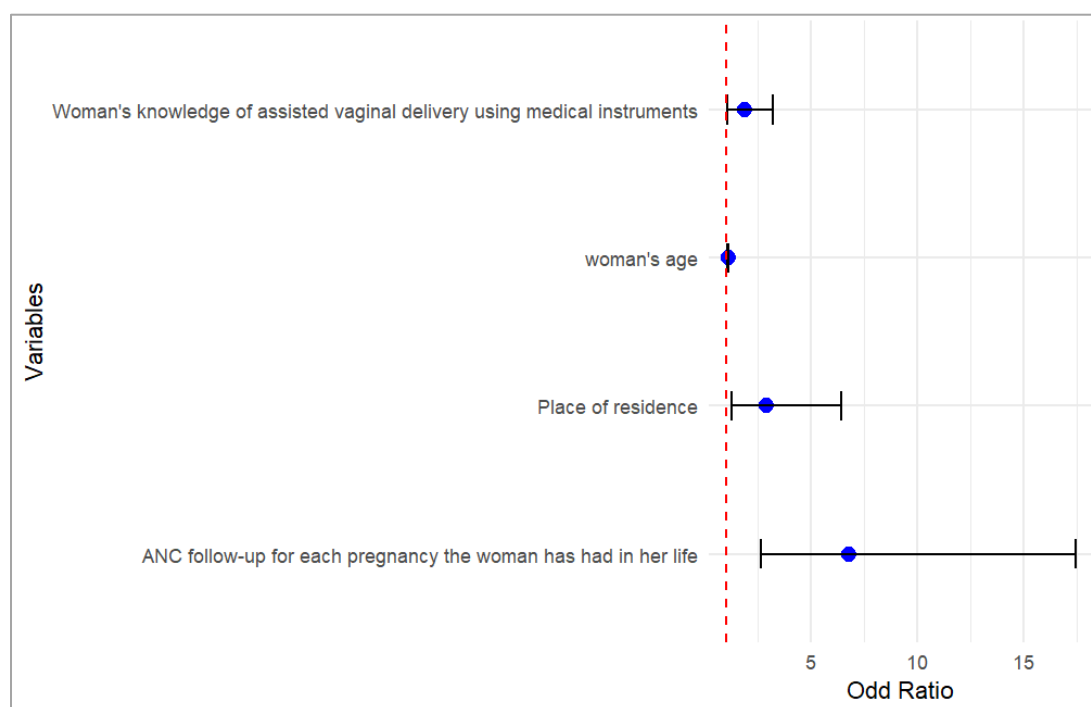 Variables
Woman's knowledge of assisted vaginal delivery using medical instruments
woman's age
Place of residence
ANC follow-up for each pregnancy the woman has had in her life
5 10 15
Odd Ratio